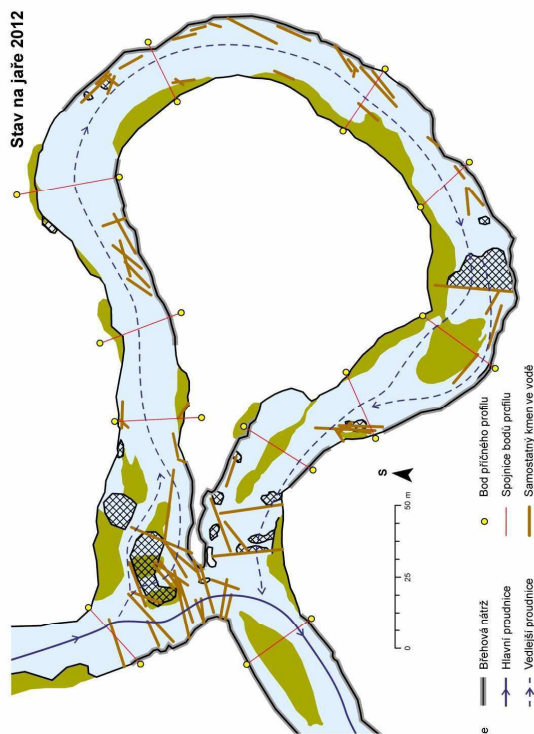 Stav na jaře 2012
S
0 25 50 m
e
Břehová nátrž
Hlavní proudnice
Vedlejší proudnice
Bod příčného profilu
Spojnice bodů profilu
Samostatný kmen ve vodě